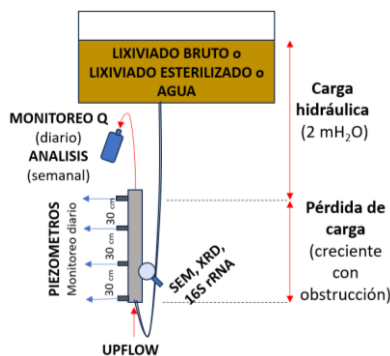 LIXIVIADO BRUTO o
LIXIVIADO ESTERILIZADO o
AGUA
MONITOREO Q
(diario)
ANALISIS
(semanal)
Carga
hidráulica
(2 mH₂O)
PIEZOMETROS
Monitoreo diario
30 cm
30 cm
30 cm
SEM, XRD,
16S rRNA
Pérdida de
carga
(creciente
con
obstrucción)
UPFLOW